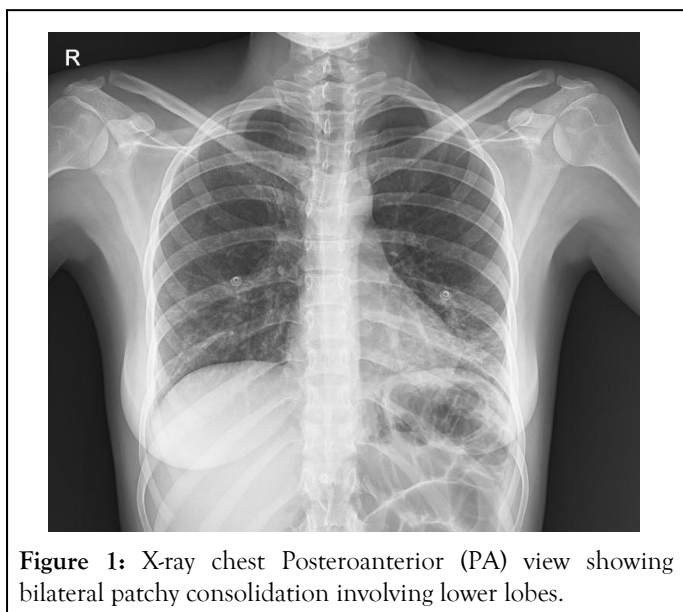 R
Figure 1: X-ray chest Posteroanterior (PA) view showing
bilateral patchy consolidation involving lower lobes.